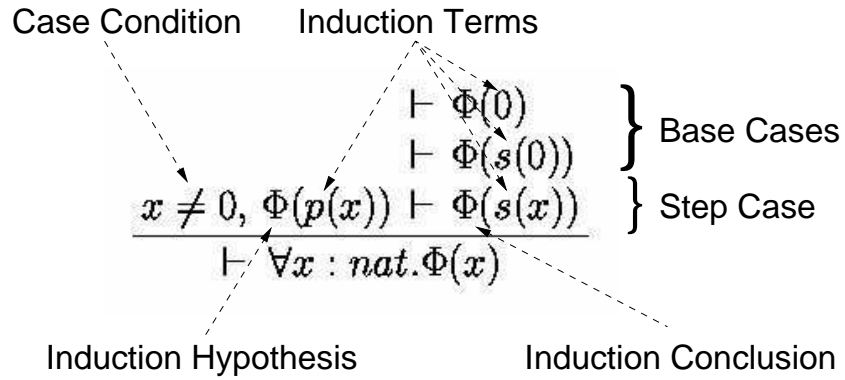 Case Condition Induction Terms
⊢ Φ(0)
⊢ Φ(s(0))
} Base Cases
x ≠ 0, Φ(p(x)) ⊢ Φ(s(x)) } Step Case
⊢ ∀x : nat.Φ(x)
Induction Hypothesis Induction Conclusion